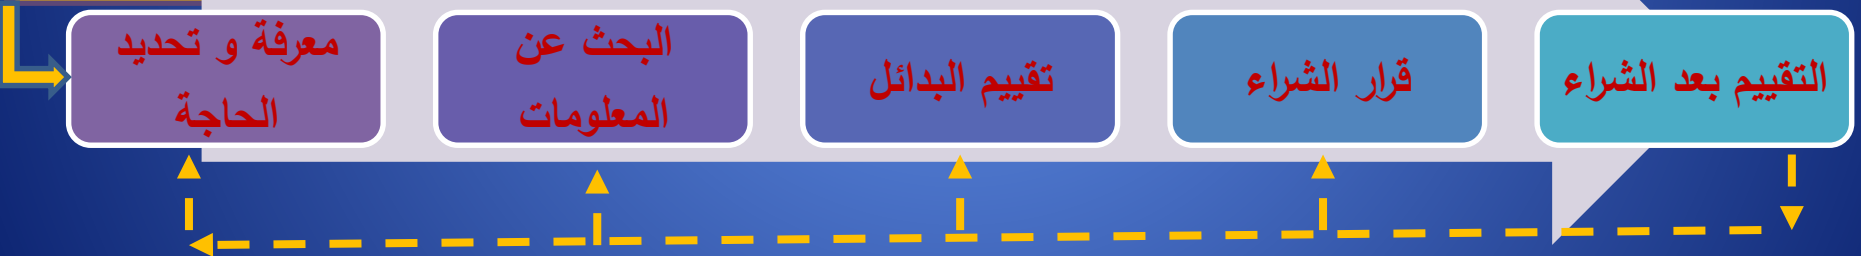 معرفة و تحديد
الحاجة
البحث عن
المعلومات
تقييم البدائل
قرار الشراء
التقييم بعد الشراء